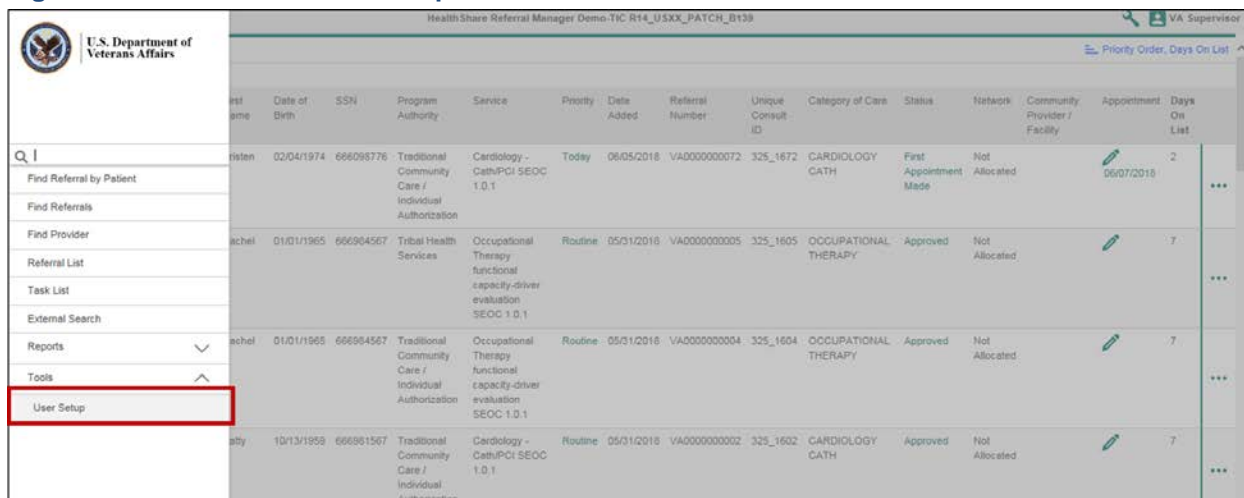 HealthShare Referral Manager Demo-TIC R14_USXX_PATCH_B139
VA Supervisor
U.S. Department of
Veterans Affairs
Priority Order, Days On List
Date of Birth SSN Program Authority Service Priority Date Added Referral Number Unique Consult ID Category of Care Status Network Community Provider / Facility Appointment Days On List
Find Referral by Patient
Find Referrals
Find Provider
Referral List
Task List
External Search
Reports
Tools
User Setup
risten 02/04/1974 666098776 Traditional Community Care / Individual Authorization Cardiology - Cath/PCI SEOC 1.0.1 Today 06/05/2018 VA0000000072 325_1672 CARDIOLOGY CATH First Appointment Made Not Allocated 06/07/2018 2
achel 01/01/1965 666984567 Tribal Health Services Occupational Therapy functional capacity-driver evaluation SEOC 1.0.1 Routine 05/31/2018 VA0000000005 325_1605 OCCUPATIONAL THERAPY Approved Not Allocated 7
achel 01/01/1965 666984567 Traditional Community Care / Individual Authorization Occupational Therapy functional capacity-driver evaluation SEOC 1.0.1 Routine 05/31/2018 VA0000000004 325_1604 OCCUPATIONAL THERAPY Approved Not Allocated 7
atty 10/13/1959 666981567 Traditional Community Care / Individual Cardiology - Cath/PCI SEOC 1.0.1 Routine 05/31/2018 VA0000000002 325_1602 CARDIOLOGY CATH Approved Not Allocated 7